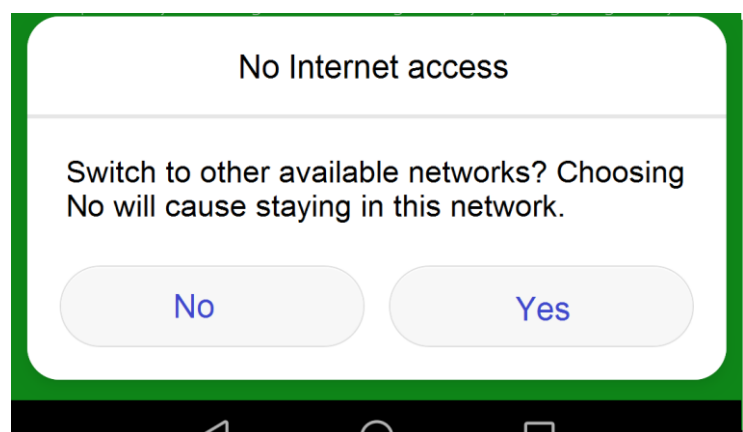 No Internet access
Switch to other available networks? Choosing
No will cause staying in this network.
No
Yes